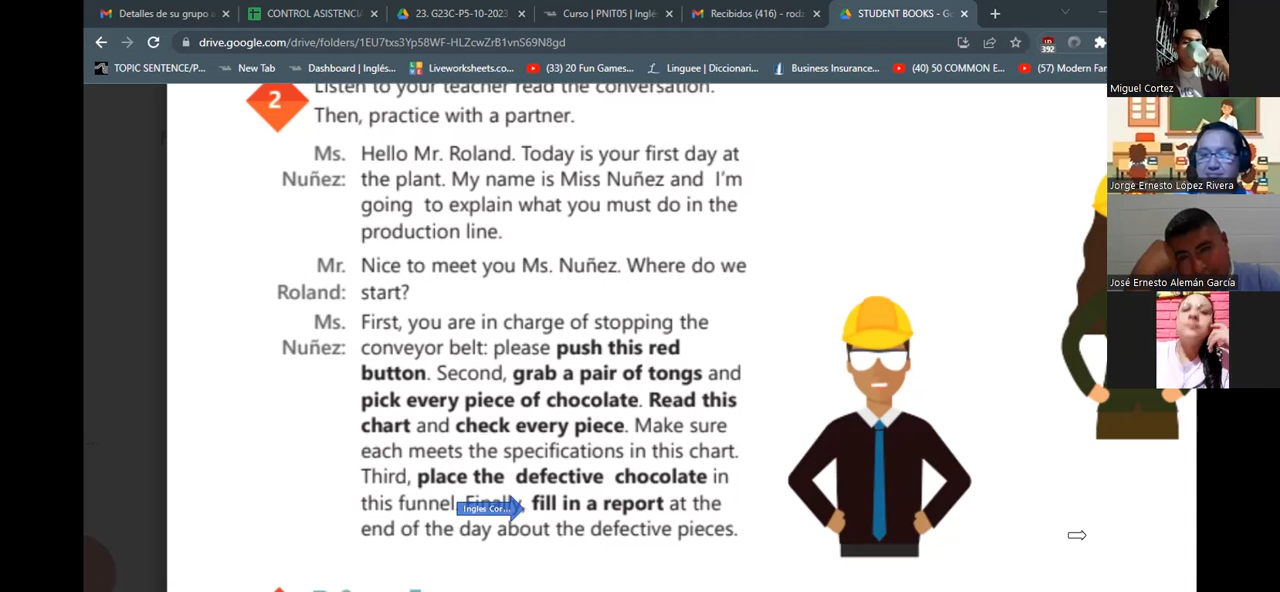 Detalles de su grupo a
CONTROL ASISTENCIA
23. G23C-P5-10-2023
Curso | PNIT05 | Inglé
Recibidos (416) - rodz
STUDENT BOOKS - Go
drive.google.com/drive/folders/1EU7txs3Yp58WF-HLZcwZrB1vnS69N8gd
392
TOPIC SENTENCE/P...
New Tab
Dashboard | Inglés...
Liveworksheets.co...
(33) 20 Fun Games...
Linguee | Diccionari...
Business Insurance...
(40) 50 COMMON E...
(57) Modern Fam
Miguel Cortez
Jorge Ernesto López Rivera
José Ernesto Alemán García
2
Listen to your teacher read the conversation.
Then, practice with a partner.
Ms. Hello Mr. Roland. Today is your first day at
Nuñez: the plant. My name is Miss Nuñez and I'm
going to explain what you must do in the
production line.
Mr. Nice to meet you Ms. Nuñez. Where do we
Roland: start?
Ms. First, you are in charge of stopping the
Nuñez: conveyor belt: please push this red
button. Second, grab a pair of tongs and
pick every piece of chocolate. Read this
chart and check every piece. Make sure
each meets the specifications in this chart.
Third, place the defective chocolate in
this funnel. Finally, fill in a report at the
Ingles Cor...
end of the day about the defective pieces.